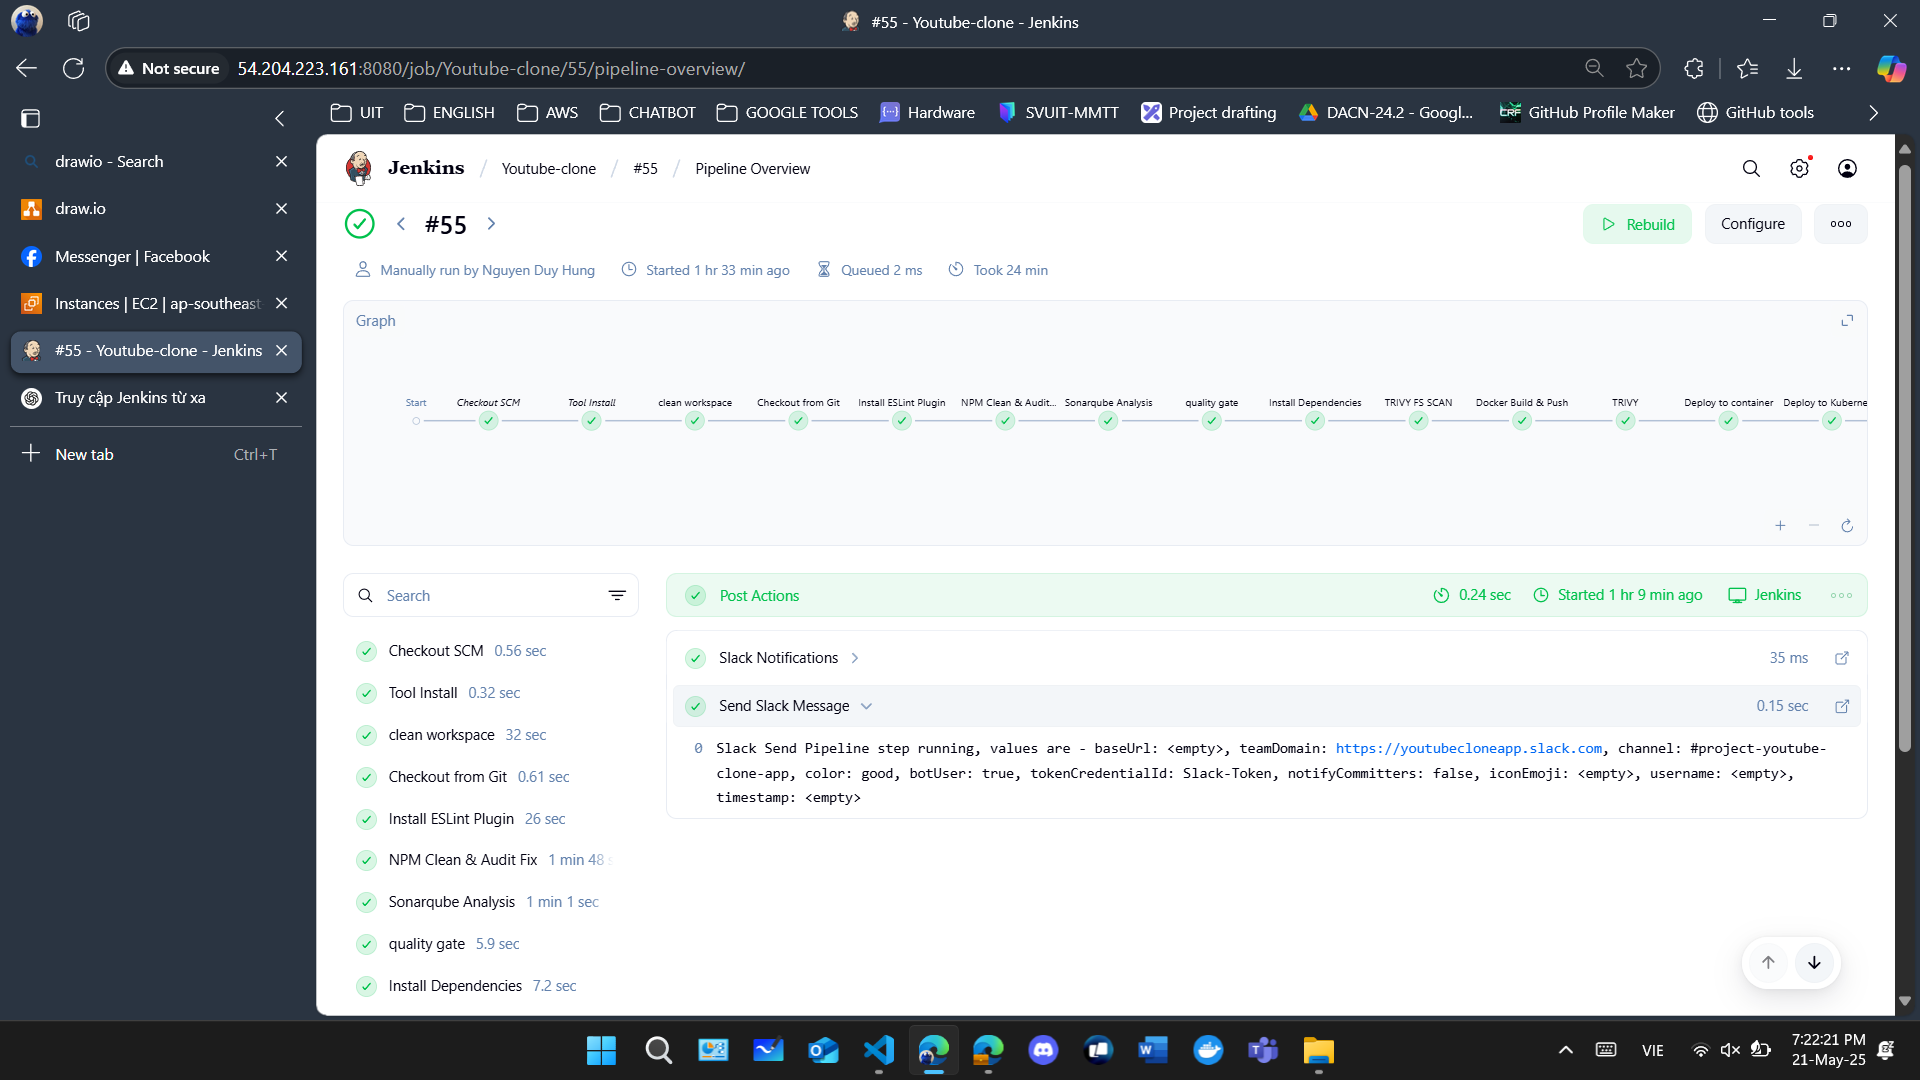 #55 - Youtube-clone - Jenkins
Not secure 54.204.223.161:8080/job/Youtube-clone/55/pipeline-overview/
UIT ENGLISH AWS CHATBOT GOOGLE TOOLS Hardware SVUIT-MMTT Project drafting DACN-24.2 - Googl... GitHub Profile Maker GitHub tools
drawio - Search
draw.io
Messenger | Facebook
Instances | EC2 | ap-southeast
#55 - Youtube-clone - Jenkins
Truy cập Jenkins từ xa
New tab Ctrl+T
Jenkins / Youtube-clone / #55 / Pipeline Overview
#55
Rebuild Configure
Manually run by Nguyen Duy Hung Started 1 hr 33 min ago Queued 2 ms Took 24 min
Graph
Start Checkout SCM Tool Install clean workspace Checkout from Git Install ESLint Plugin NPM Clean & Audit... Sonarqube Analysis quality gate Install Dependencies TRIVY FS SCAN Docker Build & Push TRIVY Deploy to container Deploy to Kuberne
Search
Checkout SCM 0.56 sec
Tool Install 0.32 sec
clean workspace 32 sec
Checkout from Git 0.61 sec
Install ESLint Plugin 26 sec
NPM Clean & Audit Fix 1 min 48 s
Sonarqube Analysis 1 min 1 sec
quality gate 5.9 sec
Install Dependencies 7.2 sec
Post Actions 0.24 sec Started 1 hr 9 min ago Jenkins
Slack Notifications 35 ms
Send Slack Message 0.15 sec
0 Slack Send Pipeline step running, values are - baseUrl: <empty>, teamDomain: https://youtubecloneapp.slack.com, channel: #project-youtube-
clone-app, color: good, botUser: true, tokenCredentialId: Slack-Token, notifyCommitters: false, iconEmoji: <empty>, username: <empty>,
timestamp: <empty>
VIE
7:22:21 PM
21-May-25